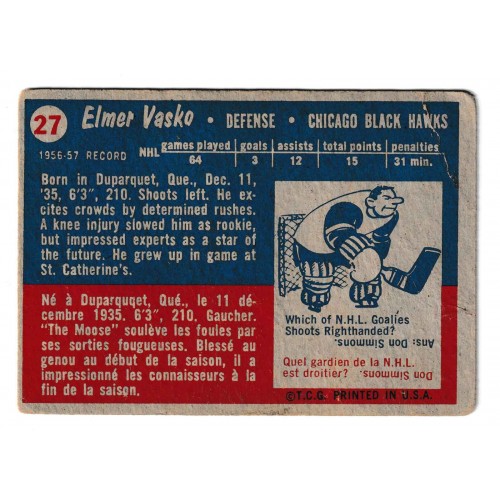 27 Elmer Vasko • DEFENSE • CHICAGO BLACK HAWKS
games played goals assists total points penalties
1956-57 RECORD NHL 64 3 12 15 31 min.
Born in Duparquet, Que., Dec. 11,
'35, 6'3", 210. Shoots left. He ex-
cites crowds by determined rushes.
A knee injury slowed him as rookie,
but impressed experts as a star of
the future. He grew up in game at
St. Catherine's.
Né à Duparquqet, Qué., le 11 dé-
cembre 1935. 6'3", 210. Gaucher.
"The Moose" soulève les foules par
ses sorties fougueuses. Blessé au
genou au début de la saison, il a
impressionné les connaisseurs à la
fin de la saison.
Which of N.H.L. Goalies
Shoots Righthanded?
Ans: Don Simmons.
Quel gardien de la N.H.L.
est droitier?
Don Simmons
©T.C.G. PRINTED IN U.S.A.